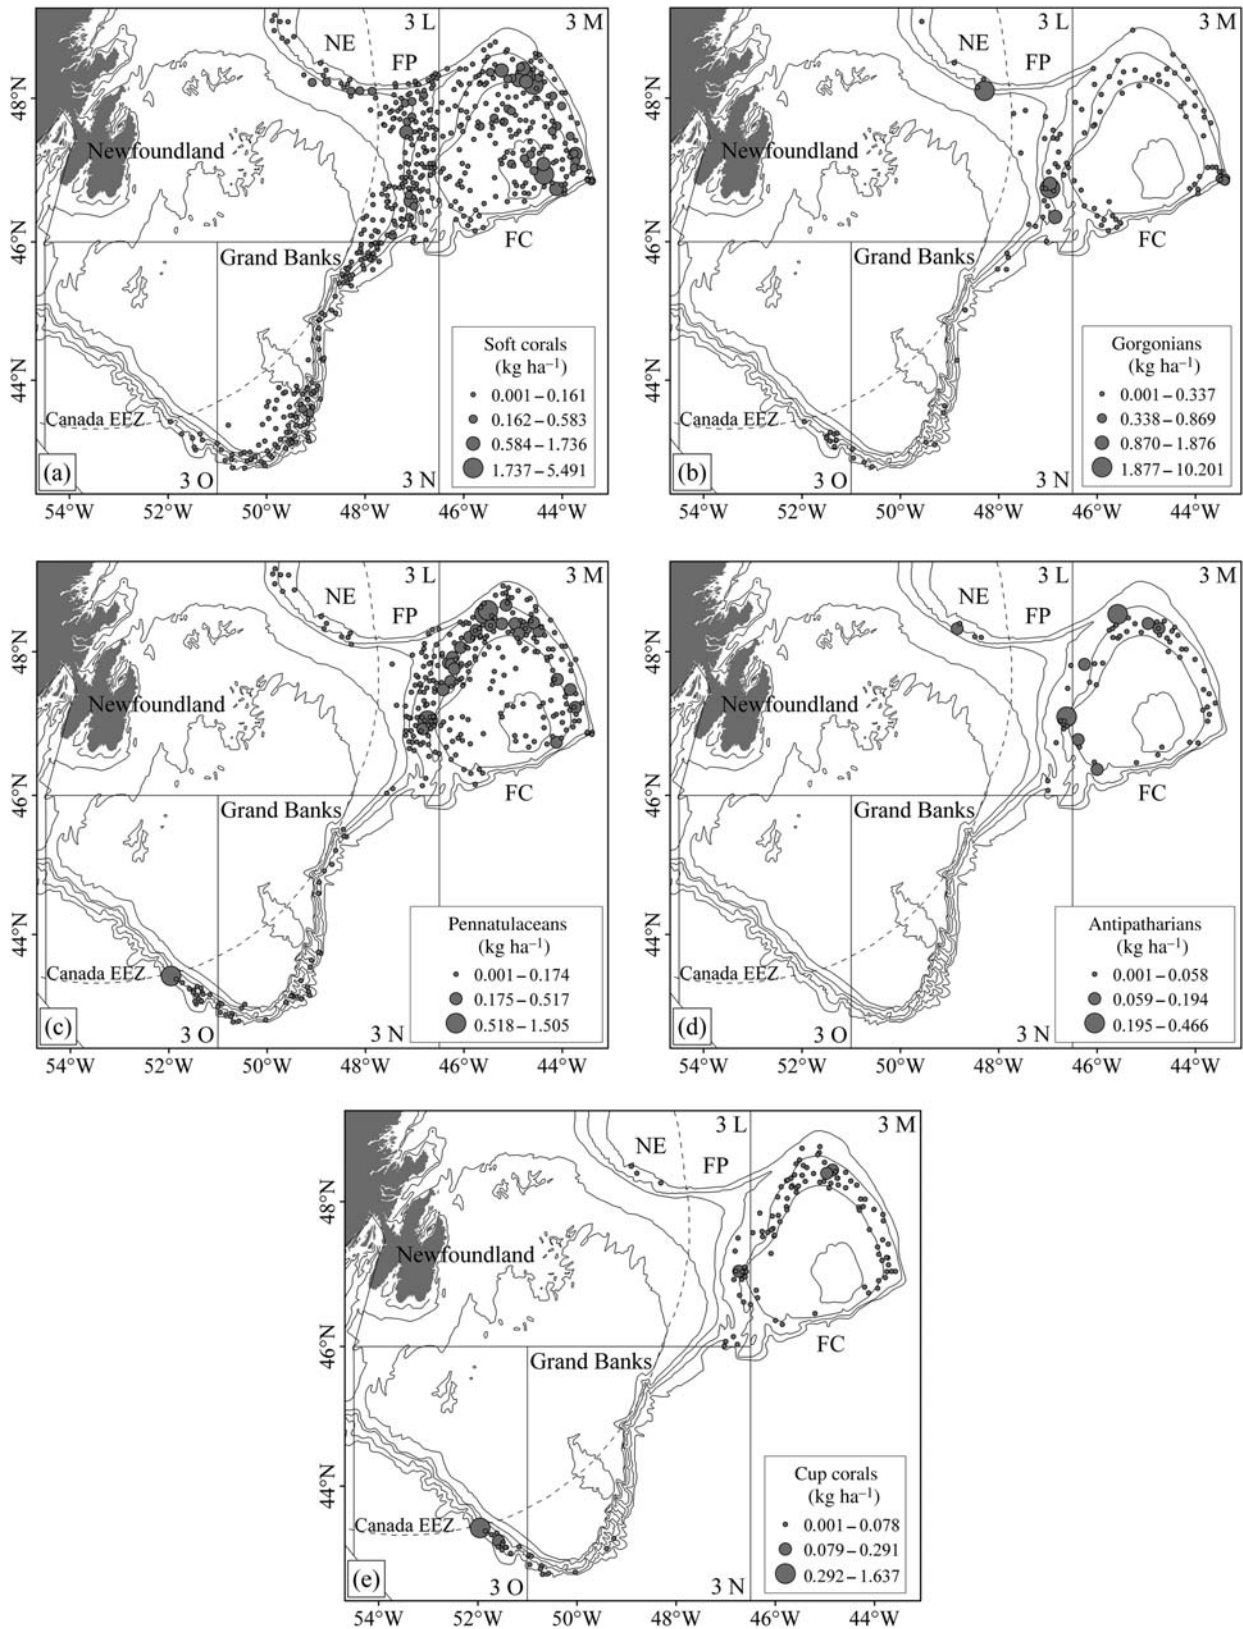 3 L
3 M
NE
FP
48°N
Newfoundland
46°N
FC
Grand Banks
44°N
Soft corals
(kg ha⁻¹)
0.001 – 0.161
0.162 – 0.583
0.584 – 1.736
1.737 – 5.491
Canada EEZ
(a)
3 O
3 N
54°W 52°W 50°W 48°W 46°W 44°W
3 L
3 M
NE
FP
48°N
Newfoundland
46°N
FC
Grand Banks
44°N
Gorgonians
(kg ha⁻¹)
0.001 – 0.337
0.338 – 0.869
0.870 – 1.876
1.877 – 10.201
Canada EEZ
(b)
3 O
3 N
54°W 52°W 50°W 48°W 46°W 44°W
3 L
3 M
NE
FP
48°N
Newfoundland
46°N
FC
Grand Banks
44°N
Pennatulaceans
(kg ha⁻¹)
0.001 – 0.174
0.175 – 0.517
0.518 – 1.505
Canada EEZ
(c)
3 O
3 N
54°W 52°W 50°W 48°W 46°W 44°W
3 L
3 M
NE
FP
48°N
Newfoundland
46°N
FC
Grand Banks
44°N
Antipatharians
(kg ha⁻¹)
0.001 – 0.058
0.059 – 0.194
0.195 – 0.466
Canada EEZ
(d)
3 O
3 N
54°W 52°W 50°W 48°W 46°W 44°W
3 L
3 M
NE
FP
48°N
Newfoundland
46°N
FC
Grand Banks
44°N
Cup corals
(kg ha⁻¹)
0.001 – 0.078
0.079 – 0.291
0.292 – 1.637
Canada EEZ
(e)
3 O
3 N
54°W 52°W 50°W 48°W 46°W 44°W